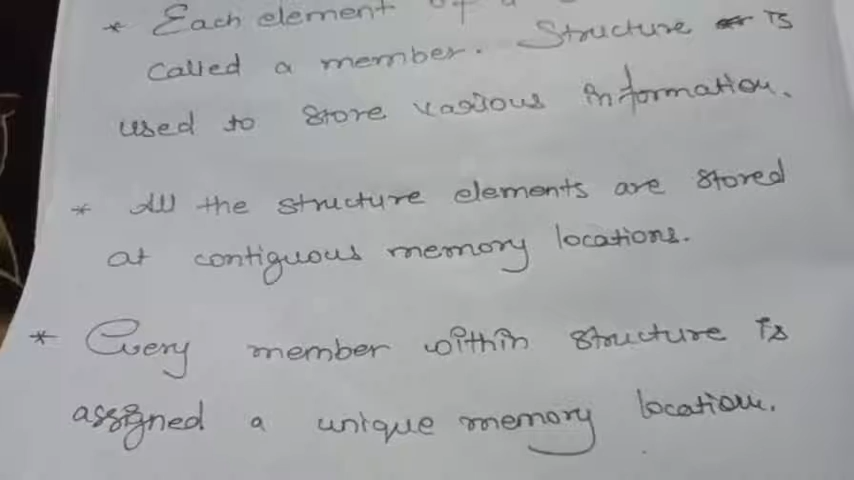 * Each element of a
called a member. Structure is
used to store various information.
* All the structure elements are stored
at contiguous memory locations.
* Every member within structure is
assigned a unique memory location.